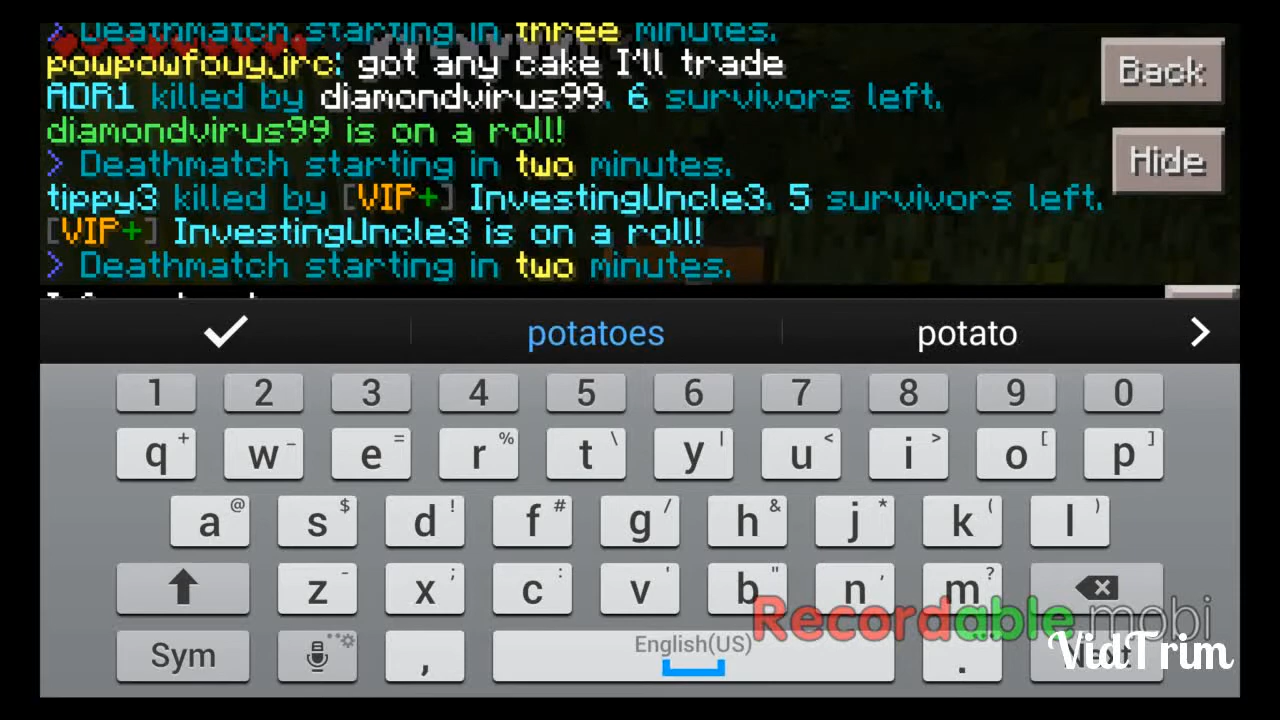 > Deathmatch starting in three minutes.
powpowfouyjrc: got any cake I'll trade
ADR1 killed by diamondvirus99. 6 survivors left.
diamondvirus99 is on a roll!
> Deathmatch starting in two minutes.
tippy3 killed by [VIP+] InvestingUncle3. 5 survivors left.
[VIP+] InvestingUncle3 is on a roll!
> Deathmatch starting in two minutes.
Back
Hide
potatoes potato >
1 2 3 4 5 6 7 8 9 0
q + w - e = r % t \ y | u < i > o [ p ]
a @ s $ d ! f # g / h & j * k ( l )
z - x ; c : v ' b " n , m ?
Sym , English(US) . Next
Recordable.mobi
VidTrim